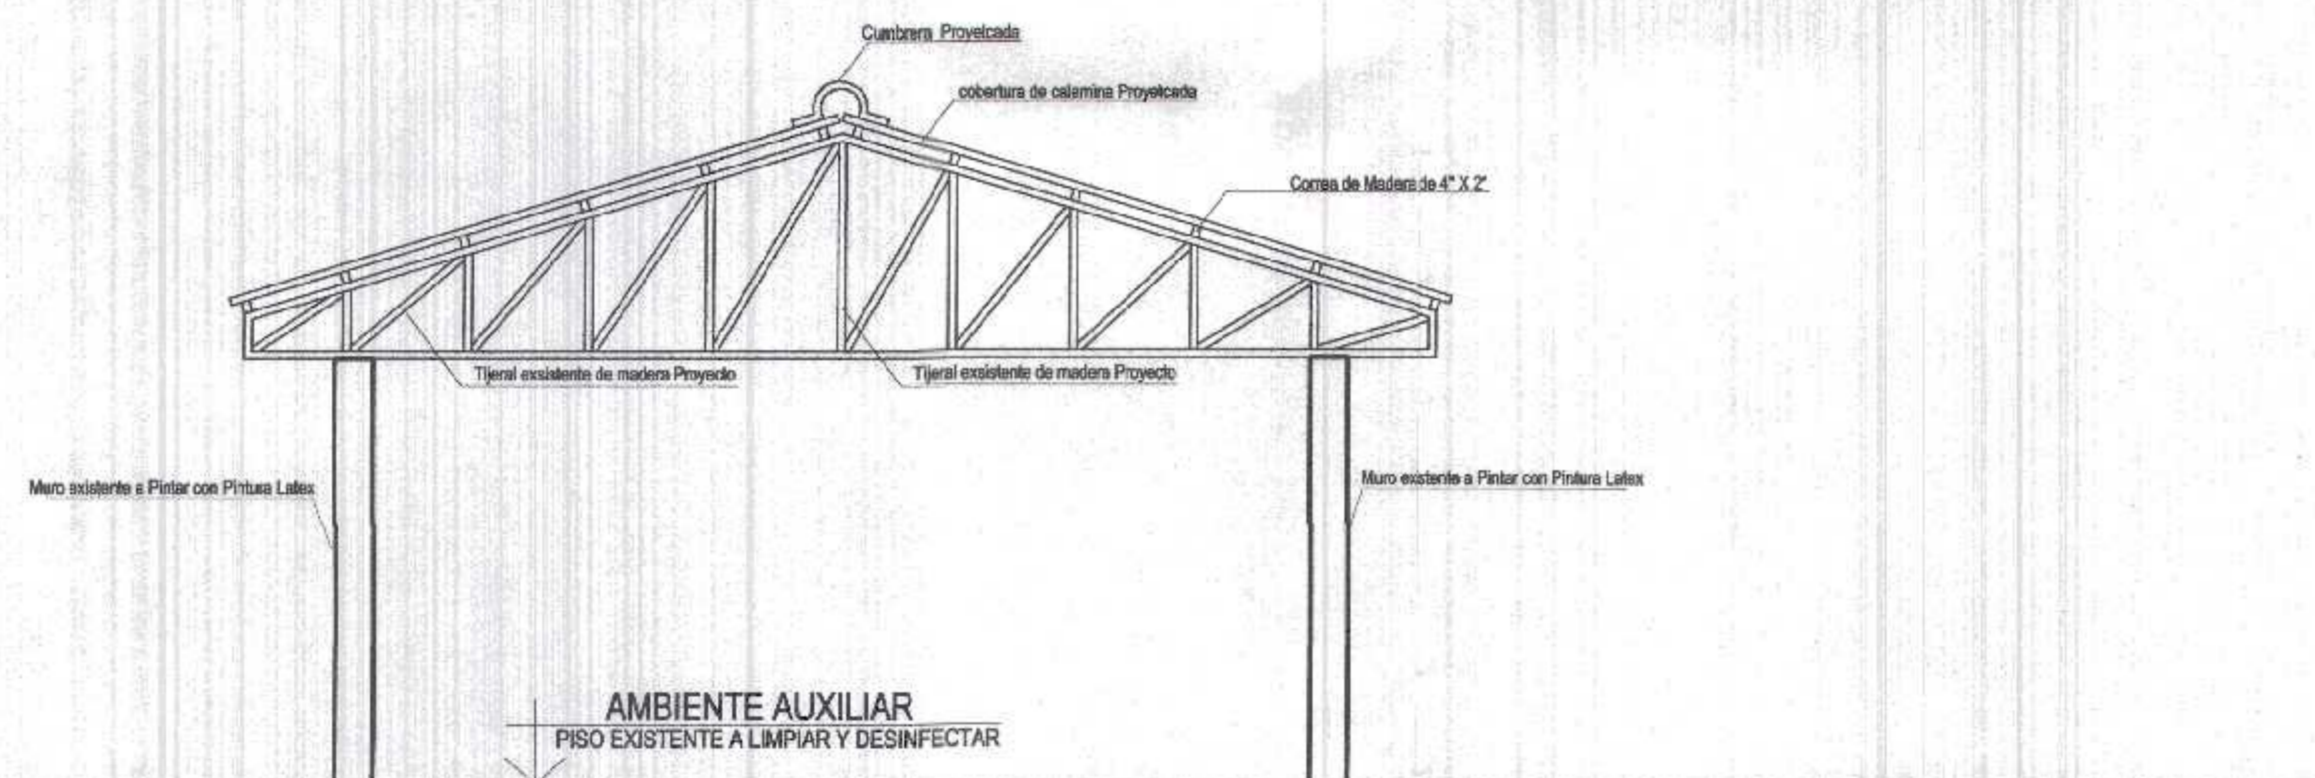 Cumbrera Proyelcada
cobertura de calamina Proyelcada
Correa de Madera de 4" X 2"
Tijeral exsistente de madera Proyecto
Tijeral exsistente de madera Proyecto
Muro existente a Pintar con Pintura Latex
Muro existente a Pintar con Pintura Latex
AMBIENTE AUXILIAR
PISO EXISTENTE A LIMPIAR Y DESINFECTAR